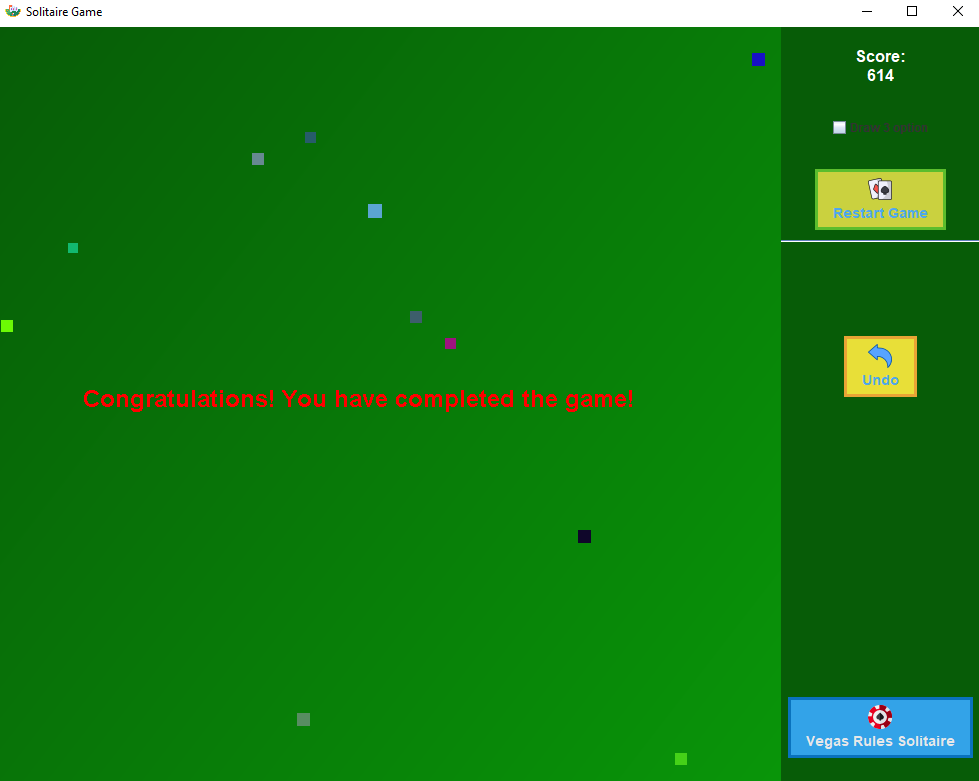 Solitaire Game
Score:
614
Restart Game
Congratulations! You have completed the game!
Undo
Vegas Rules Solitaire